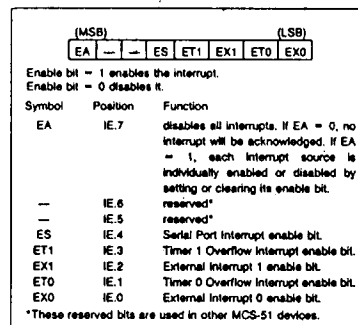 (MSB) (LSB)
EA — — ES ET1 EX1 ET0 EX0
Enable bit = 1 enables the interrupt.
Enable bit = 0 disables it.
Symbol Position Function
EA IE.7 disables all interrupts. If EA = 0, no
interrupt will be acknowledged. If EA
= 1, each interrupt source is
individually enabled or disabled by
setting or clearing its enable bit.
— IE.6 reserved*
— IE.5 reserved*
ES IE.4 Serial Port Interrupt enable bit.
ET1 IE.3 Timer 1 Overflow Interrupt enable bit.
EX1 IE.2 External Interrupt 1 enable bit.
ET0 IE.1 Timer 0 Overflow Interrupt enable bit.
EX0 IE.0 External Interrupt 0 enable bit.
*These reserved bits are used in other MCS-51 devices.